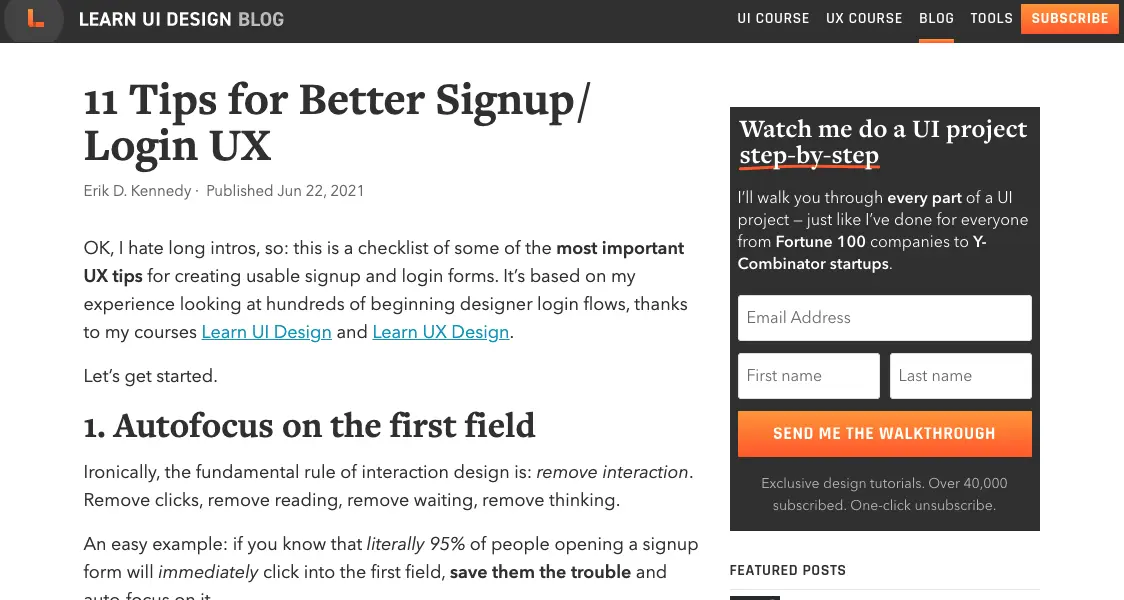 LEARN UI DESIGN BLOG
UI COURSE UX COURSE BLOG TOOLS SUBSCRIBE
11 Tips for Better Signup/
Login UX
Erik D. Kennedy · Published Jun 22, 2021
OK, I hate long intros, so: this is a checklist of some of the most important
UX tips for creating usable signup and login forms. It’s based on my
experience looking at hundreds of beginning designer login flows, thanks
to my courses Learn UI Design and Learn UX Design.
Let’s get started.
1. Autofocus on the first field
Ironically, the fundamental rule of interaction design is: remove interaction.
Remove clicks, remove reading, remove waiting, remove thinking.
An easy example: if you know that literally 95% of people opening a signup
form will immediately click into the first field, save them the trouble and
auto-focus on it.
Watch me do a UI project
step-by-step
I’ll walk you through every part of a UI
project – just like I’ve done for everyone
from Fortune 100 companies to Y-
Combinator startups.
Email Address
First name
Last name
SEND ME THE WALKTHROUGH
Exclusive design tutorials. Over 40,000
subscribed. One-click unsubscribe.
FEATURED POSTS